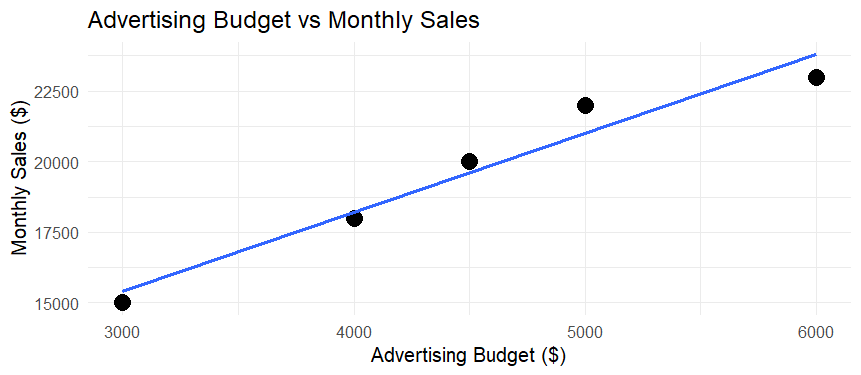 Advertising Budget vs Monthly Sales
Monthly Sales ($)
22500
20000
17500
15000
3000 4000 5000 6000
Advertising Budget ($)